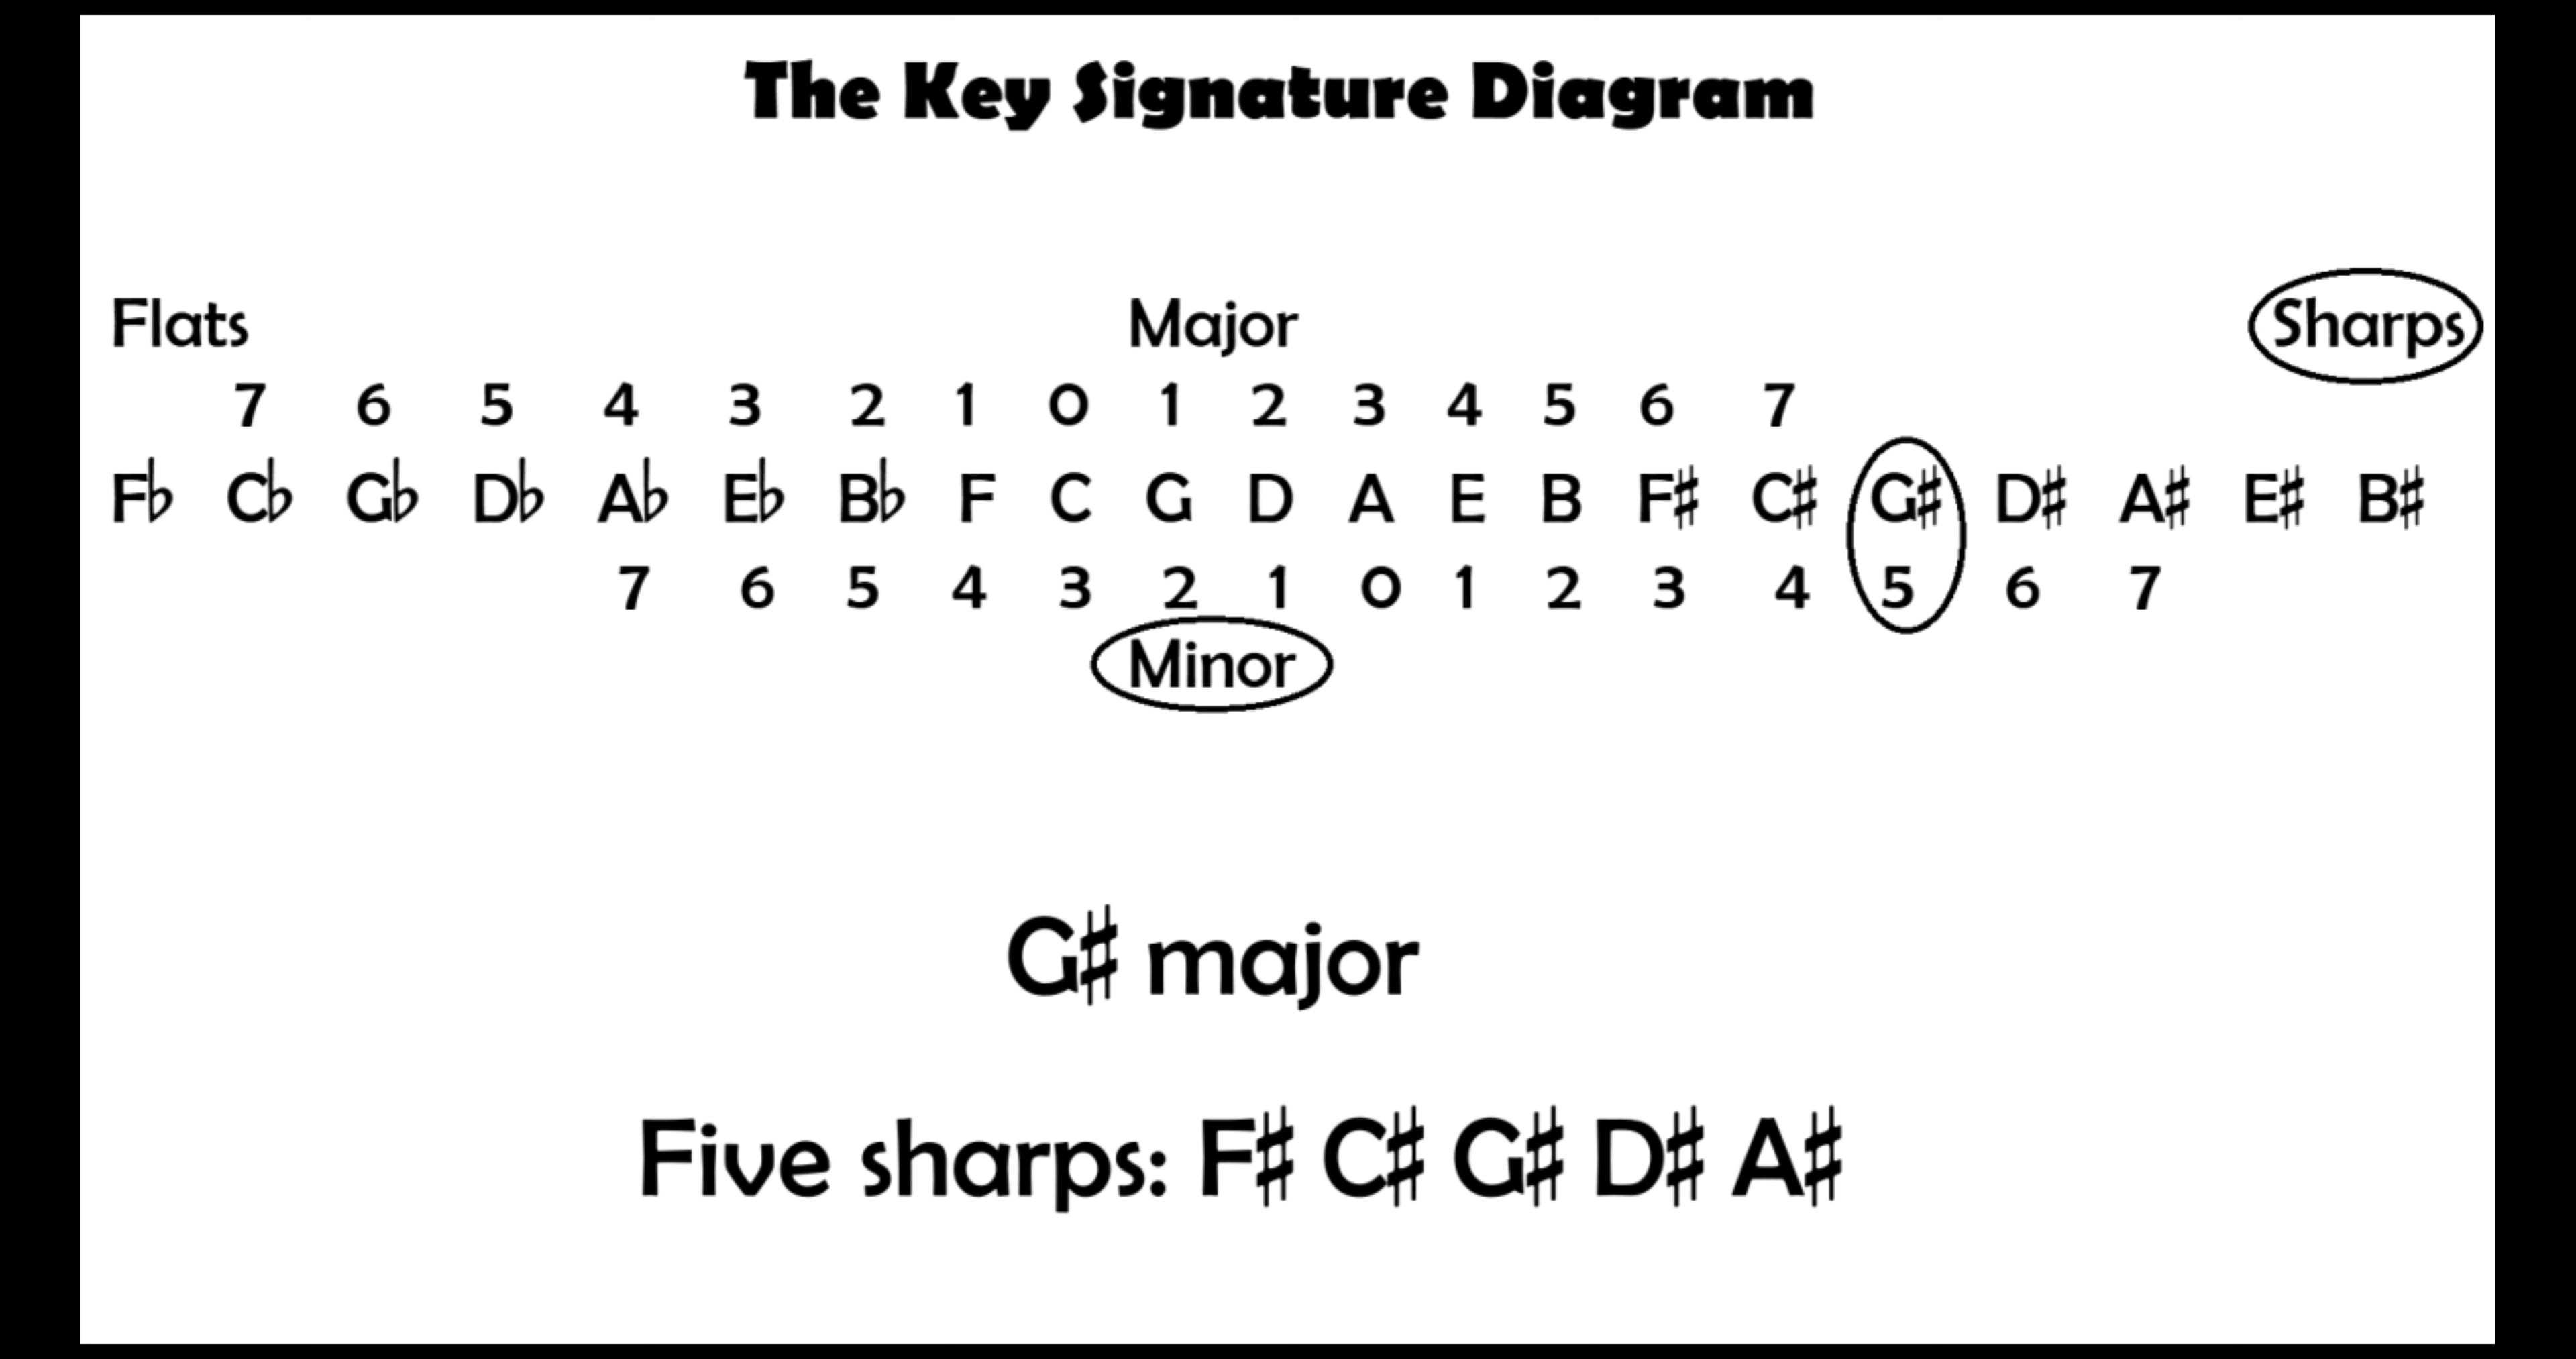 The Key Signature Diagram
Flats Major Sharps
7 6 5 4 3 2 1 0 1 2 3 4 5 6 7
F♭ C♭ G♭ D♭ A♭ E♭ B♭ F C G D A E B F♯ C♯ G♯ D♯ A♯ E♯ B♯
7 6 5 4 3 2 1 0 1 2 3 4 5 6 7
Minor
G♯ major
Five sharps: F♯ C♯ G♯ D♯ A♯